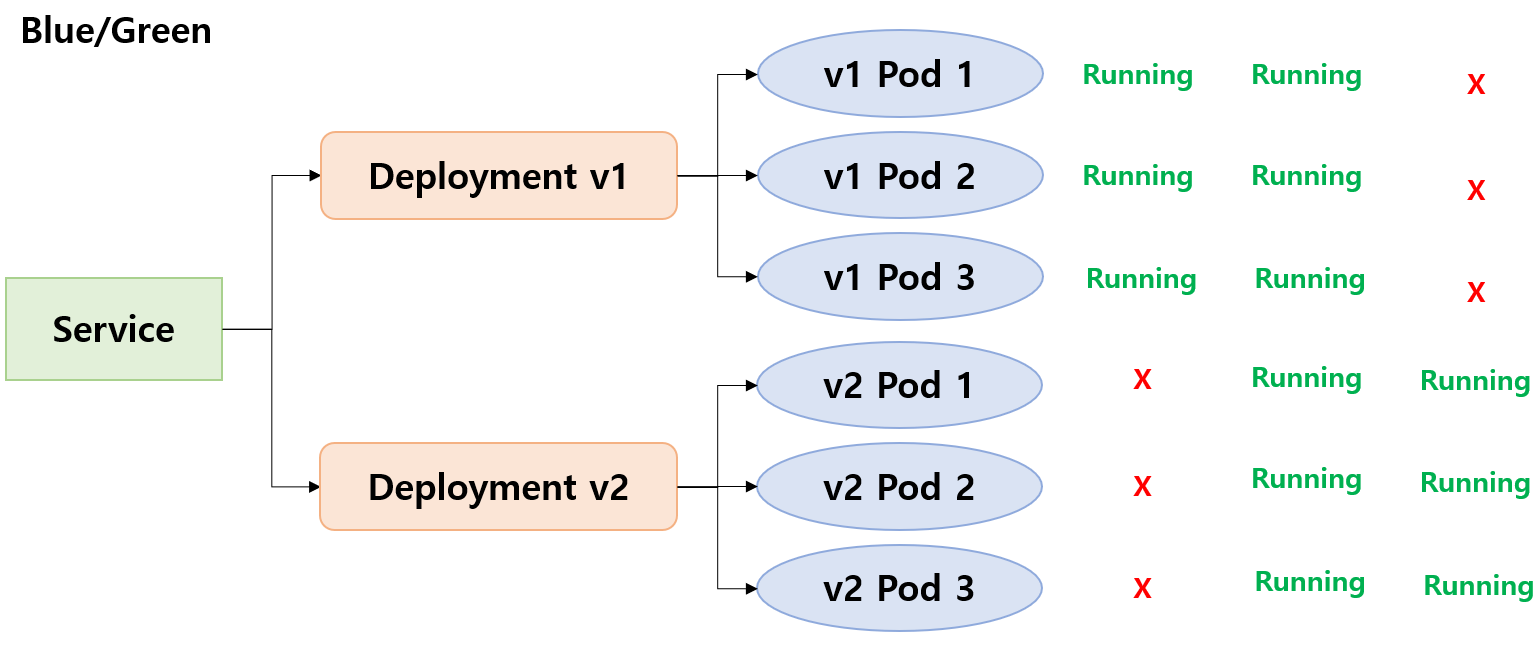 Blue/Green
v1 Pod 1 Running Running X
Deployment v1 v1 Pod 2 Running Running X
v1 Pod 3 Running Running X
Service
v2 Pod 1 X Running Running
Deployment v2 v2 Pod 2 X Running Running
v2 Pod 3 X Running Running